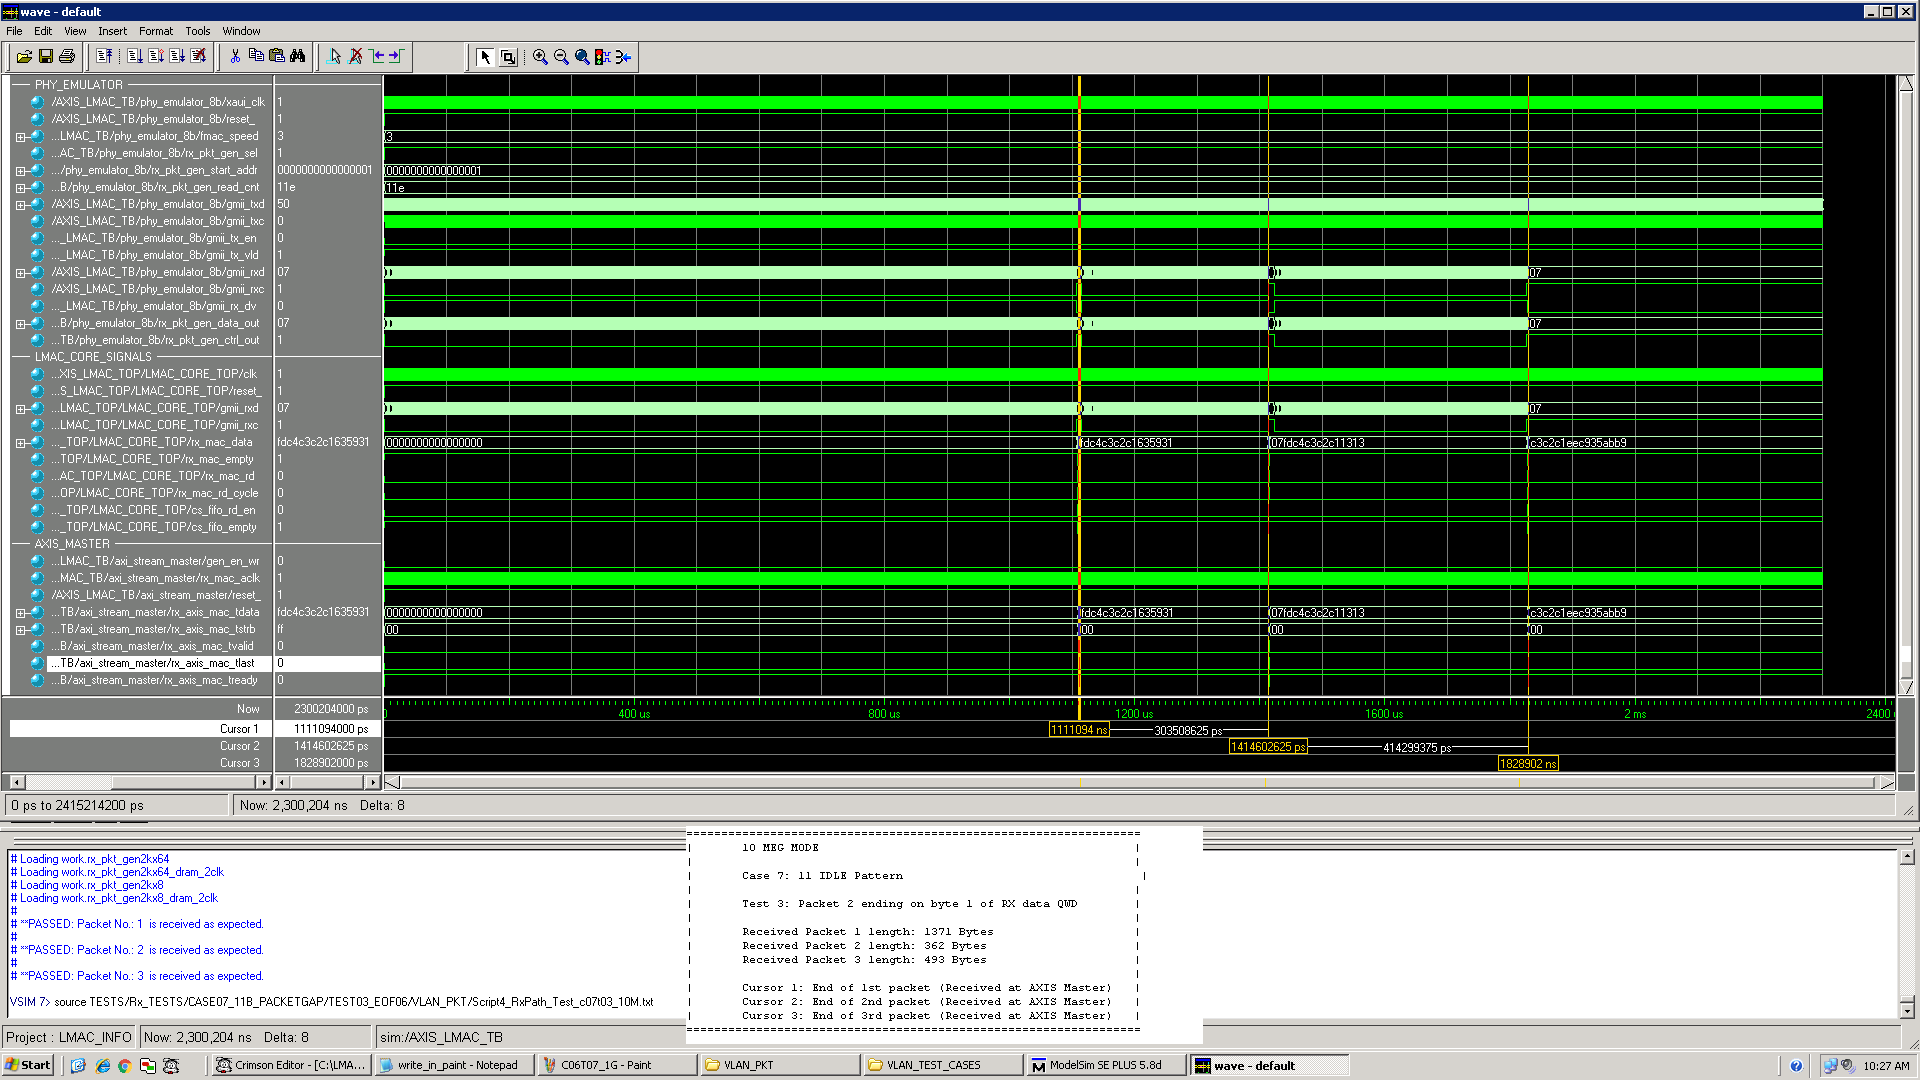 wave - default
File Edit View Insert Format Tools Window
PHY_EMULATOR
/AXIS_LMAC_TB/phy_emulator_8b/xaui_clk 1
/AXIS_LMAC_TB/phy_emulator_8b/reset_ 1
...LMAC_TB/phy_emulator_8b/fmac_speed 3 3
...AC_TB/phy_emulator_8b/rx_pkt_gen_sel 1
.../phy_emulator_8b/rx_pkt_gen_start_addr 0000000000000001 0000000000000001
...B/phy_emulator_8b/rx_pkt_gen_read_cnt 11e 11e
/AXIS_LMAC_TB/phy_emulator_8b/gmii_txd 50
/AXIS_LMAC_TB/phy_emulator_8b/gmii_txc 0
..._LMAC_TB/phy_emulator_8b/gmii_tx_en 0
..._LMAC_TB/phy_emulator_8b/gmii_tx_vld 1
/AXIS_LMAC_TB/phy_emulator_8b/gmii_rxd 07 07
/AXIS_LMAC_TB/phy_emulator_8b/gmii_rxc 1
..._LMAC_TB/phy_emulator_8b/gmii_rx_dv 0
...B/phy_emulator_8b/rx_pkt_gen_data_out 07 07
...TB/phy_emulator_8b/rx_pkt_gen_ctrl_out 1
LMAC_CORE_SIGNALS
...XIS_LMAC_TOP/LMAC_CORE_TOP/clk 1
...S_LMAC_TOP/LMAC_CORE_TOP/reset_ 1
...LMAC_TOP/LMAC_CORE_TOP/gmii_rxd 07 07
...LMAC_TOP/LMAC_CORE_TOP/gmii_rxc 1
..._TOP/LMAC_CORE_TOP/rx_mac_data fdc4c3c2c1635931 0000000000000000 fdc4c3c2c1635931 07fdc4c3c2c11313 c3c2c1eec935abb9
...TOP/LMAC_CORE_TOP/rx_mac_empty 1
...AC_TOP/LMAC_CORE_TOP/rx_mac_rd 0
...OP/LMAC_CORE_TOP/rx_mac_rd_cycle 0
..._TOP/LMAC_CORE_TOP/cs_fifo_rd_en 0
..._TOP/LMAC_CORE_TOP/cs_fifo_empty 1
AXIS_MASTER
...LMAC_TB/axi_stream_master/gen_en_wr 0
...MAC_TB/axi_stream_master/rx_mac_aclk 1
/AXIS_LMAC_TB/axi_stream_master/reset_ 1
...TB/axi_stream_master/rx_axis_mac_tdata fdc4c3c2c1635931 0000000000000000 fdc4c3c2c1635931 07fdc4c3c2c11313 c3c2c1eec935abb9
...TB/axi_stream_master/rx_axis_mac_tstrb ff 00 00 00 00
...B/axi_stream_master/rx_axis_mac_tvalid 0
...TB/axi_stream_master/rx_axis_mac_tlast 0
...B/axi_stream_master/rx_axis_mac_tready 0
Now 2300204000 ps 400 us 800 us 1200 us 1600 us 2 ms 2400
Cursor 1 1111094000 ps 1111094 ns 303508625 ps
Cursor 2 1414602625 ps 1414602625 ps 414299375 ps
Cursor 3 1828902000 ps 1828902 ns
0 ps to 2415214200 ps Now: 2,300,204 ns Delta: 8
# Loading work.rx_pkt_gen2kx64
# Loading work.rx_pkt_gen2kx64_dram_2clk
# Loading work.rx_pkt_gen2kx8
# Loading work.rx_pkt_gen2kx8_dram_2clk
#
# **PASSED: Packet No.: 1 is received as expected.
#
# **PASSED: Packet No.: 2 is received as expected.
#
# **PASSED: Packet No.: 3 is received as expected.
VSIM 7> source TESTS/Rx_TESTS/CASE07_11B_PACKETGAP/TEST03_EOF06/VLAN_PKT/Script4_RxPath_Test_c07t03_10M.txt
10 MEG MODE
Case 7: 11 IDLE Pattern
Test 3: Packet 2 ending on byte 1 of RX data QWD
Received Packet 1 length: 1371 Bytes
Received Packet 2 length: 362 Bytes
Received Packet 3 length: 493 Bytes
Cursor 1: End of 1st packet (Received at AXIS Master)
Cursor 2: End of 2nd packet (Received at AXIS Master)
Cursor 3: End of 3rd packet (Received at AXIS Master)
Project : LMAC_INFO Now: 2,300,204 ns Delta: 8 sim:/AXIS_LMAC_TB
Start Crimson Editor - [C:\LMA... write_in_paint - Notepad C06T07_1G - Paint VLAN_PKT VLAN_TEST_CASES ModelSim SE PLUS 5.8d wave - default 10:27 AM